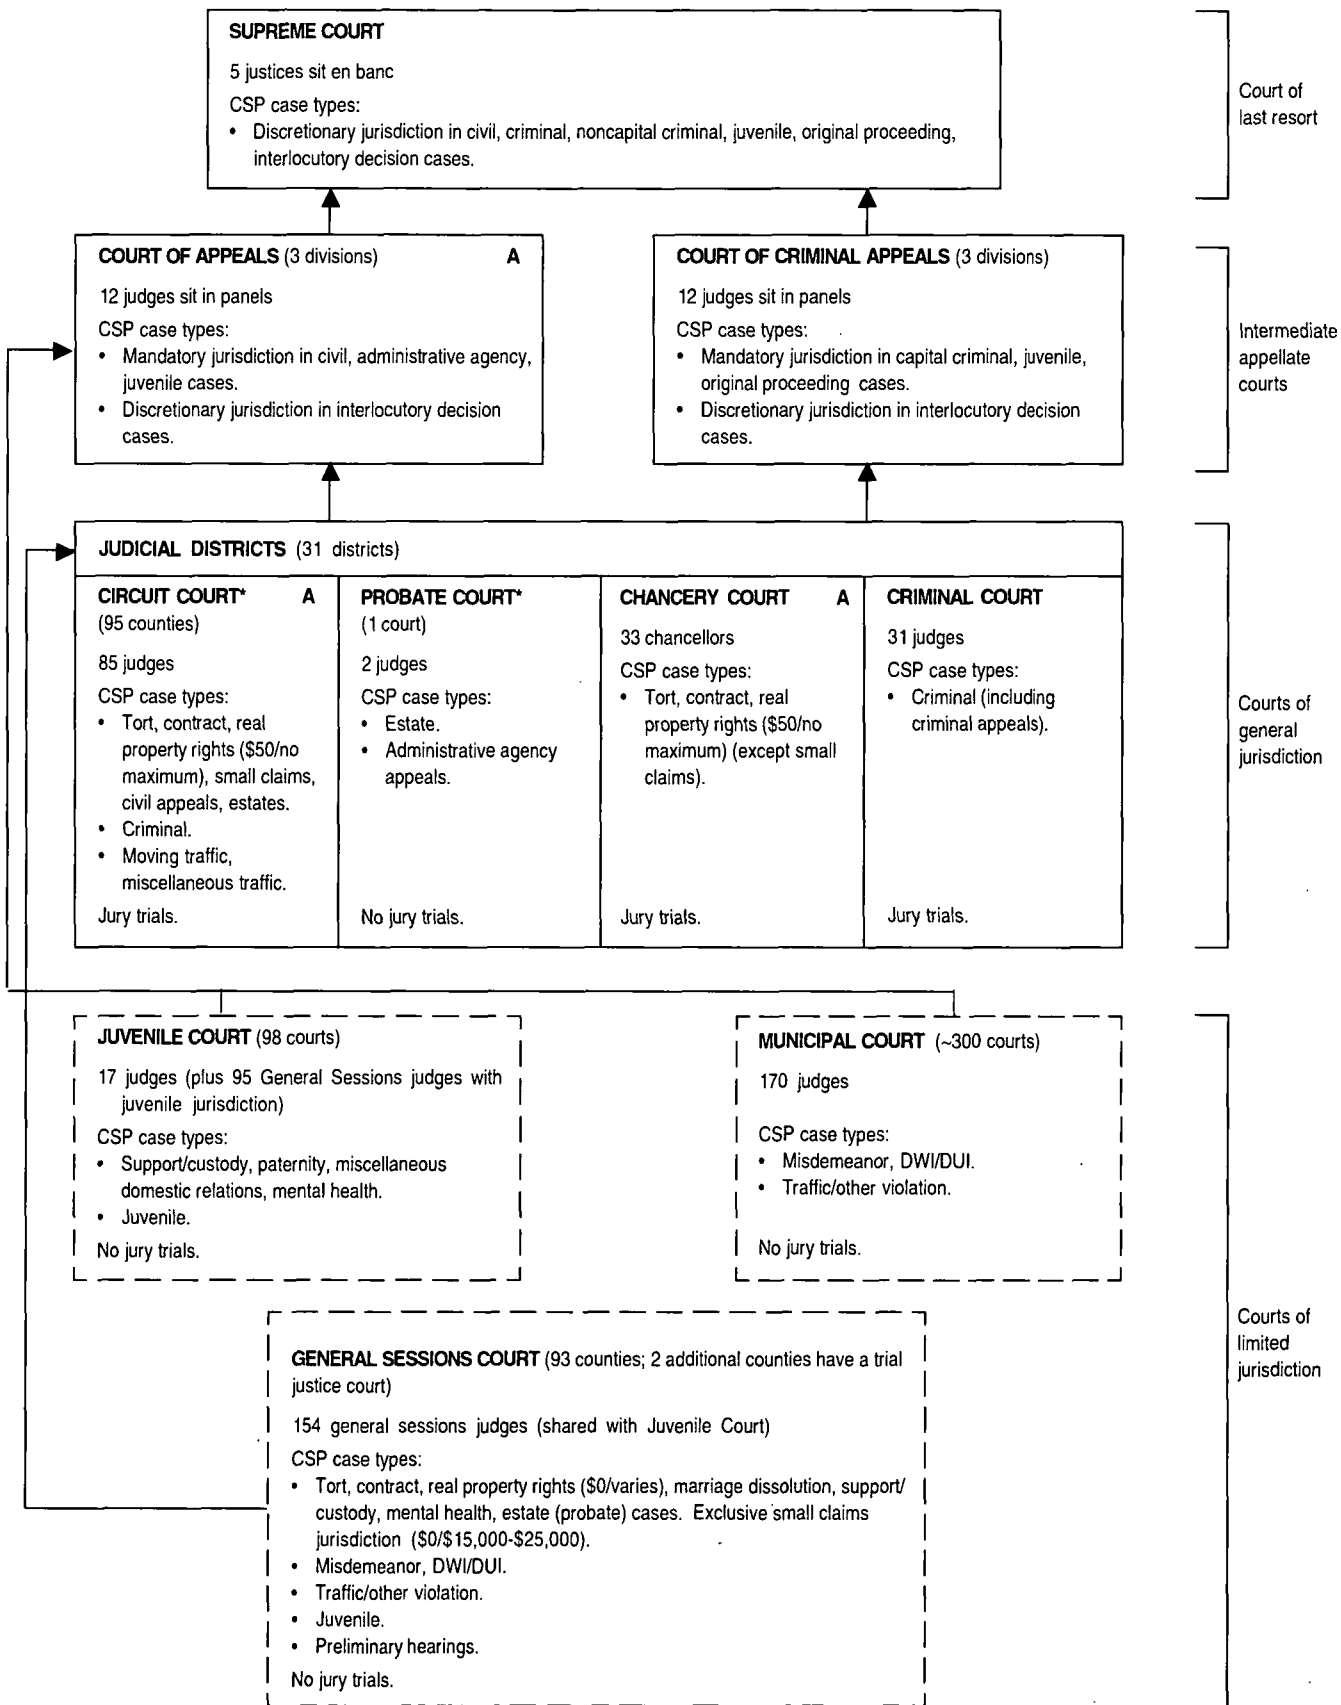 SUPREME COURT
5 justices sit en banc
CSP case types:
• Discretionary jurisdiction in civil, criminal, noncapital criminal, juvenile, original proceeding,
interlocutory decision cases.
Court of
last resort
COURT OF APPEALS (3 divisions) A
12 judges sit in panels
CSP case types:
• Mandatory jurisdiction in civil, administrative agency,
juvenile cases.
• Discretionary jurisdiction in interlocutory decision
cases.
COURT OF CRIMINAL APPEALS (3 divisions)
12 judges sit in panels
CSP case types:
• Mandatory jurisdiction in capital criminal, juvenile,
original proceeding cases.
• Discretionary jurisdiction in interlocutory decision
cases.
Intermediate
appellate
courts
JUDICIAL DISTRICTS (31 districts)
CIRCUIT COURT* A
(95 counties)
85 judges
CSP case types:
• Tort, contract, real
property rights ($50/no
maximum), small claims,
civil appeals, estates.
• Criminal.
• Moving traffic,
miscellaneous traffic.
Jury trials.
PROBATE COURT*
(1 court)
2 judges
CSP case types:
• Estate.
• Administrative agency
appeals.
No jury trials.
CHANCERY COURT A
33 chancellors
CSP case types:
• Tort, contract, real
property rights ($50/no
maximum) (except small
claims).
Jury trials.
CRIMINAL COURT
31 judges
CSP case types:
• Criminal (including
criminal appeals).
Jury trials.
Courts of
general
jurisdiction
JUVENILE COURT (98 courts)
17 judges (plus 95 General Sessions judges with
juvenile jurisdiction)
CSP case types:
• Support/custody, paternity, miscellaneous
domestic relations, mental health.
• Juvenile.
No jury trials.
MUNICIPAL COURT (~300 courts)
170 judges
CSP case types:
• Misdemeanor, DWI/DUI.
• Traffic/other violation.
No jury trials.
GENERAL SESSIONS COURT (93 counties; 2 additional counties have a trial
justice court)
154 general sessions judges (shared with Juvenile Court)
CSP case types:
• Tort, contract, real property rights ($0/varies), marriage dissolution, support/
custody, mental health, estate (probate) cases. Exclusive small claims
jurisdiction ($0/$15,000-$25,000).
• Misdemeanor, DWI/DUI.
• Traffic/other violation.
• Juvenile.
• Preliminary hearings.
No jury trials.
Courts of
limited
jurisdiction